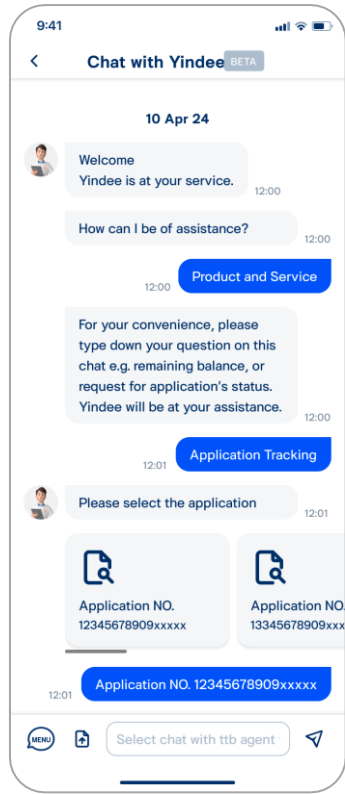 9:41
Chat with Yindee BETA
10 Apr 24
Welcome
Yindee is at your service.
12:00
How can I be of assistance?
12:00
Product and Service
12:00
For your convenience, please
type down your question on this
chat e.g. remaining balance, or
request for application's status.
Yindee will be at your assistance.
12:00
Application Tracking
12:01
Please select the application
12:01
Application NO.
12345678909xxxxx
Application NO.
13345678909xxx
Application NO. 12345678909xxxxx
12:01
MENU
Select chat with ttb agent